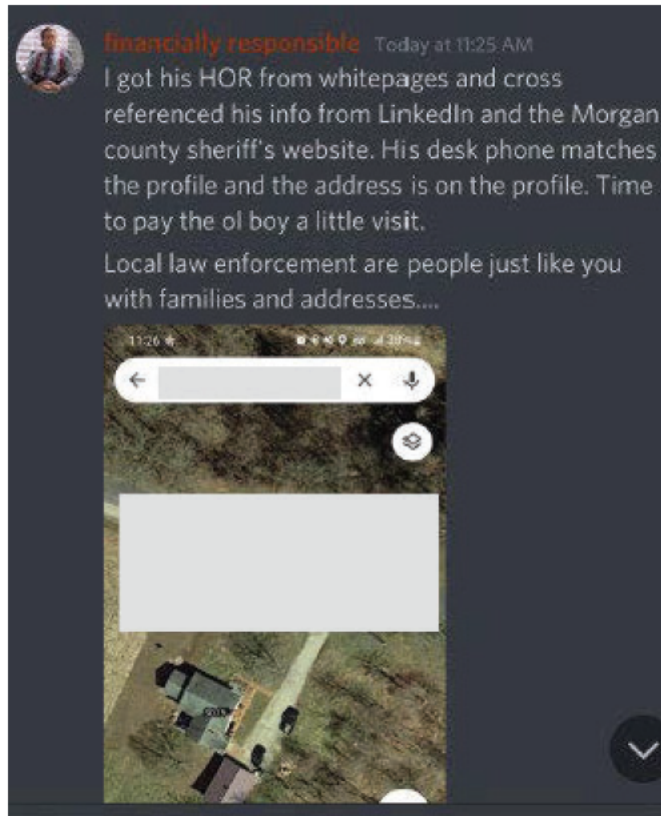 financially responsible Today at 11:25 AM
I got his HOR from whitepages and cross
referenced his info from LinkedIn and the Morgan
county sheriff's website. His desk phone matches
the profile and the address is on the profile. Time
to pay the ol boy a little visit.
Local law enforcement are people just like you
with families and addresses....
11:26